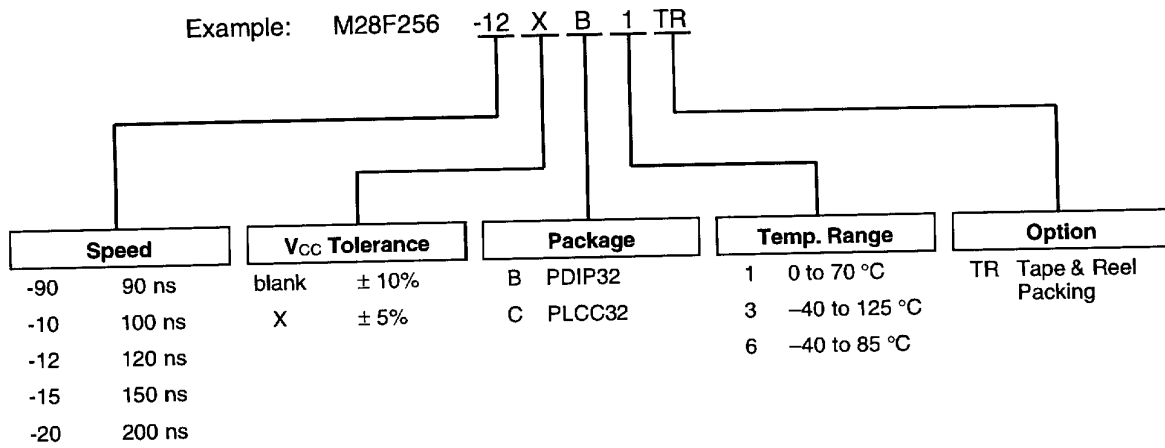 Example: M28F256 -12 X B 1 TR
Speed
-90 90 ns
-10 100 ns
-12 120 ns
-15 150 ns
-20 200 ns
VCC Tolerance
blank ± 10%
X ± 5%
Package
B PDIP32
C PLCC32
Temp. Range
1 0 to 70 °C
3 –40 to 125 °C
6 –40 to 85 °C
Option
TR Tape & Reel
Packing